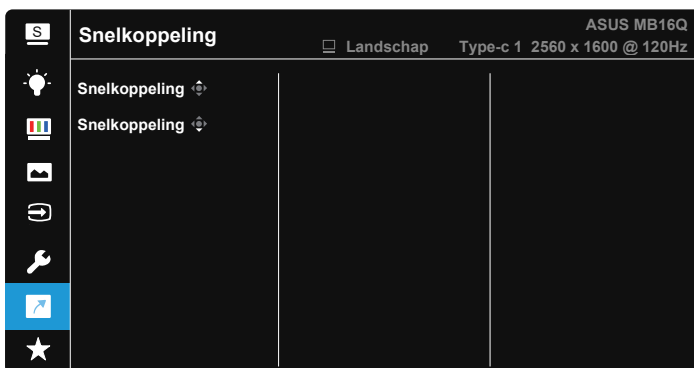 S
Snelkoppeling
ASUS MB16Q
Landschap Type-c 1 2560 x 1600 @ 120Hz
Snelkoppeling
Snelkoppeling